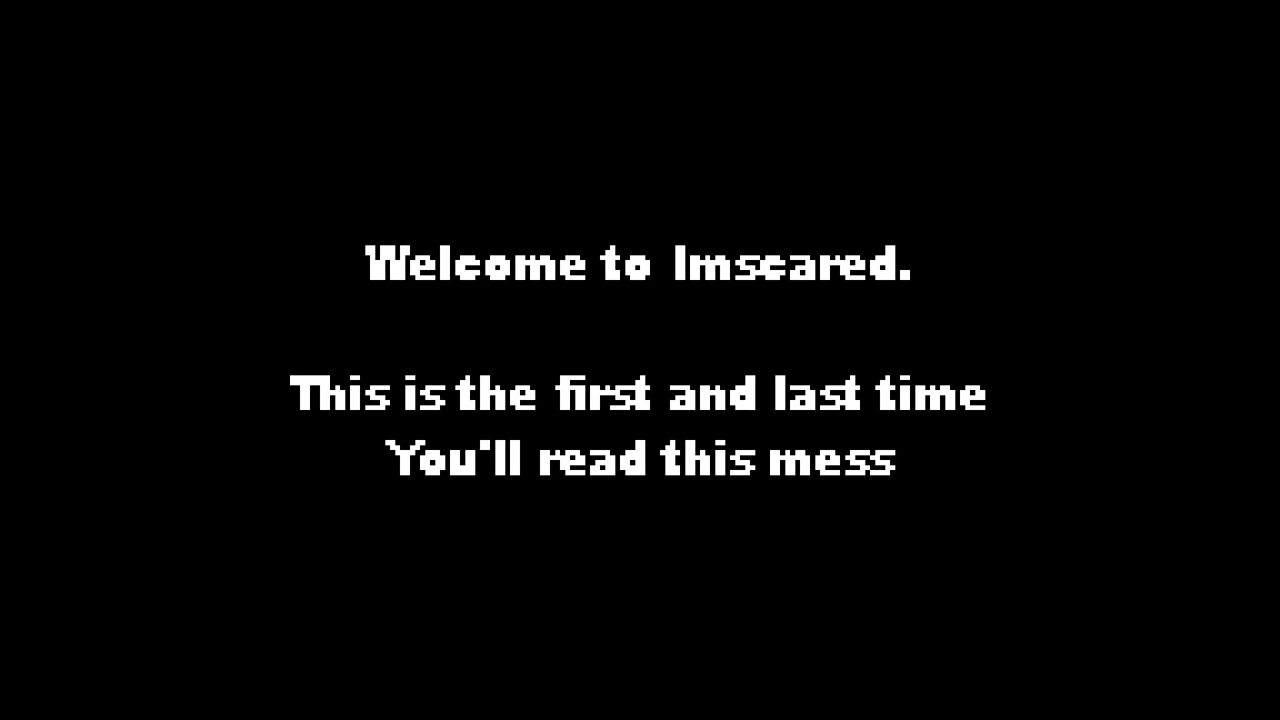 Welcome to Imscared.
This is the first and last time
You'll read this mess